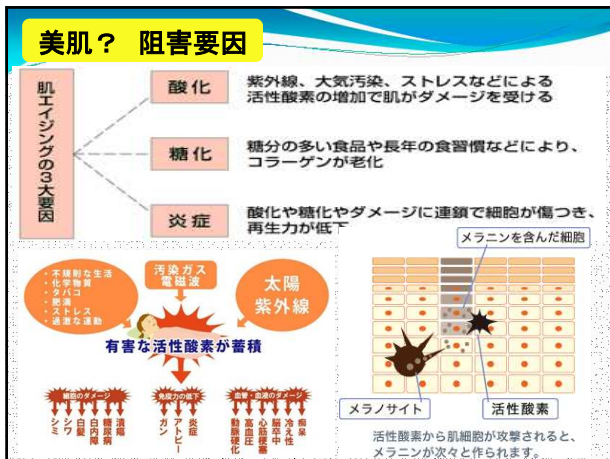 美肌？ 阻害要因
肌エイジングの3大要因
酸化
紫外線、大気汚染、ストレスなどによる
活性酸素の増加で肌がダメージを受ける
糖化
糖分の多い食品や長年の食習慣などにより、
コラーゲンが老化
炎症
酸化や糖化やダメージに連鎖で細胞が傷つき、
再生力が低下
・不規則な生活
・化学物質
・タバコ
・肥満
・ストレス
・過激な運動
汚染ガス
電磁波
太陽
紫外線
有害な活性酸素が蓄積
細胞のダメージ
シミ
シワ
白髪
白内障
糖尿病
潰瘍
免疫力の低下
ガン
アトピー
炎症
血管・血液のダメージ
動脈硬化
高血圧
心筋梗塞
脳卒中
冷え性
痴呆
メラニンを含んだ細胞
メラノサイト
活性酸素
活性酸素から肌細胞が攻撃されると、
メラニンが次々と作られます。